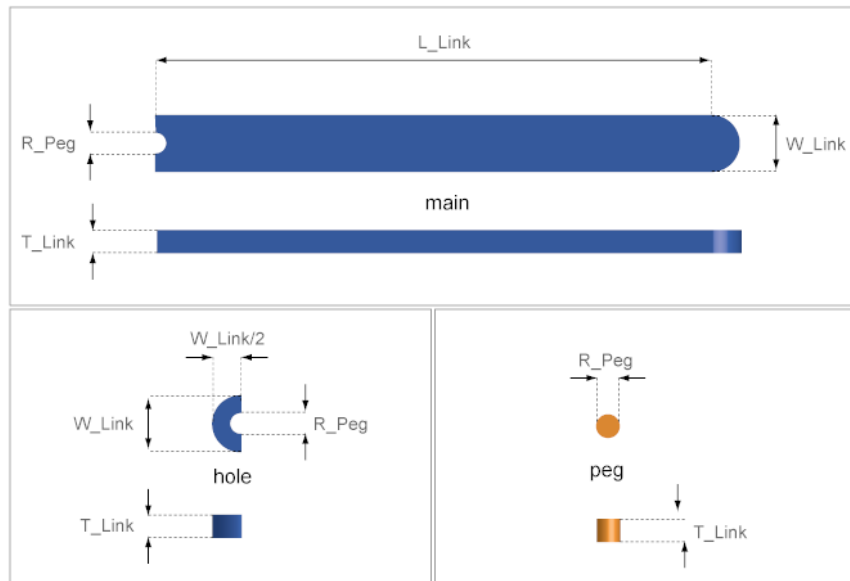 L_Link
R_Peg
W_Link
main
T_Link
W_Link/2
W_Link
R_Peg
hole
T_Link
R_Peg
peg
T_Link